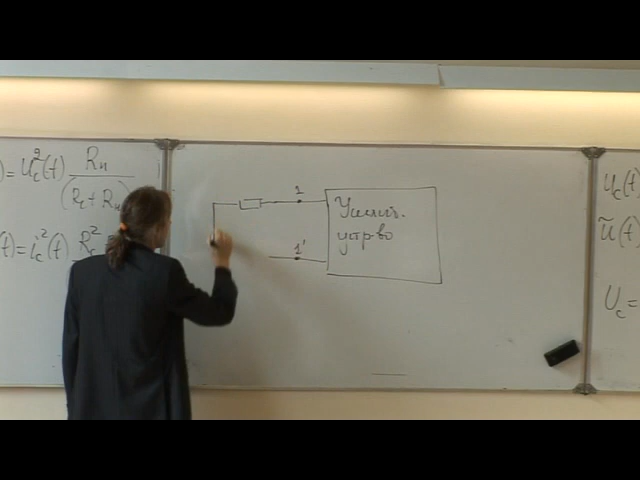 )=U_c^2(t) R_н
(R_c+R_н)
(t)=i_c^2(t) R_c^2
1
1'
Усилит.
устр-во
U_c(t)
Ũ(t)
U_c=